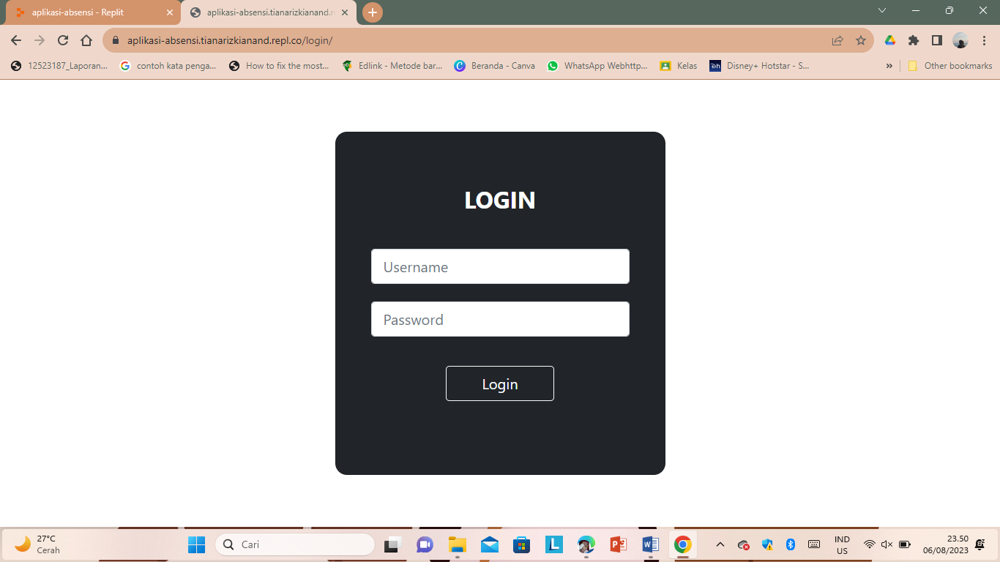 aplikasi-absensi - Replit
aplikasi-absensi.tianarizkianand.r
aplikasi-absensi.tianarizkianand.repl.co/login/
12523187_Laporan...
contoh kata penga...
How to fix the most...
Edlink - Metode bar...
Beranda - Canva
WhatsApp Webhttp...
Kelas
Disney+ Hotstar - S...
Other bookmarks
LOGIN
Username
Password
Login
27°C
Cerah
Cari
IND
US
23.50
06/08/2023